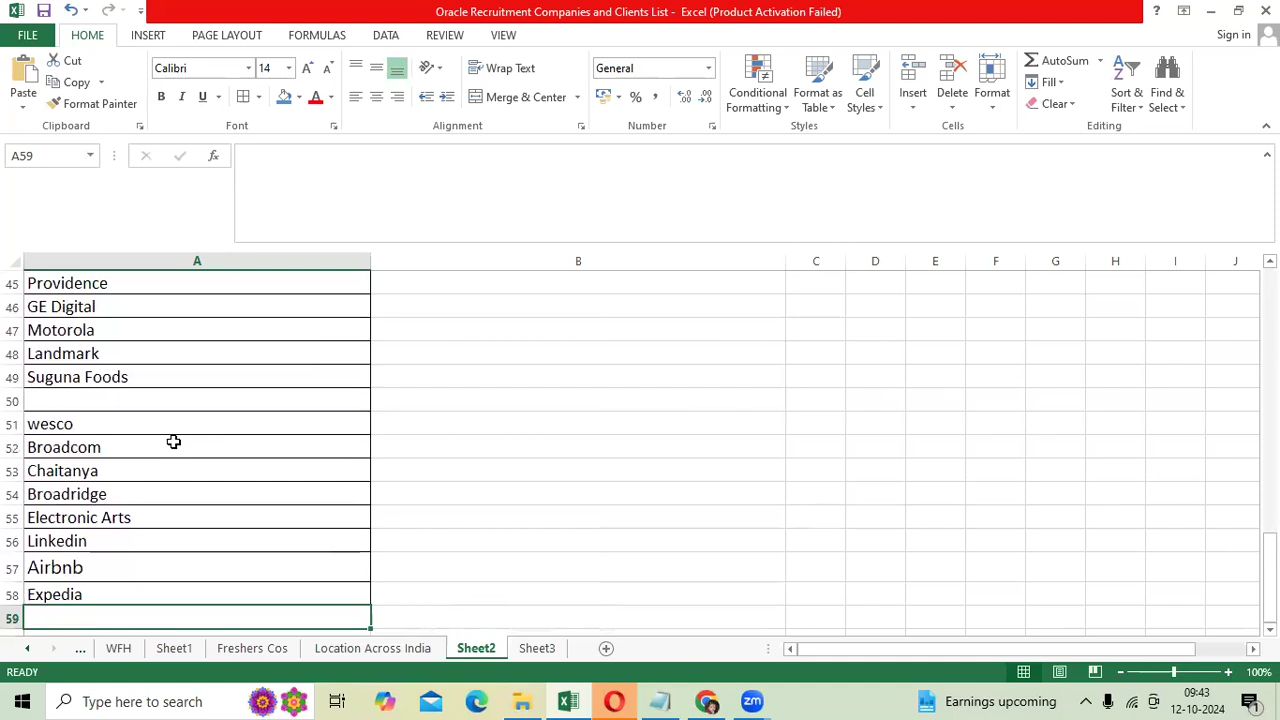 Oracle Recruitment Companies and Clients List - Excel (Product Activation Failed)
FILE HOME INSERT PAGE LAYOUT FORMULAS DATA REVIEW VIEW Sign in
Paste
Cut
Copy
Format Painter
Clipboard
Calibri 14
B I U
Font
Wrap Text
Merge & Center
Alignment
General
Number
Conditional Formatting
Format as Table
Cell Styles
Styles
Insert
Delete
Format
Cells
AutoSum
Fill
Clear
Sort & Filter
Find & Select
Editing
A59
A B C D E F G H I J
45 Providence
46 GE Digital
47 Motorola
48 Landmark
49 Suguna Foods
50
51 wesco
52 Broadcom
53 Chaitanya
54 Broadridge
55 Electronic Arts
56 Linkedin
57 Airbnb
58 Expedia
59
... WFH Sheet1 Freshers Cos Location Across India Sheet2 Sheet3
READY 100%
Type here to search
Earnings upcoming
09:43
12-10-2024